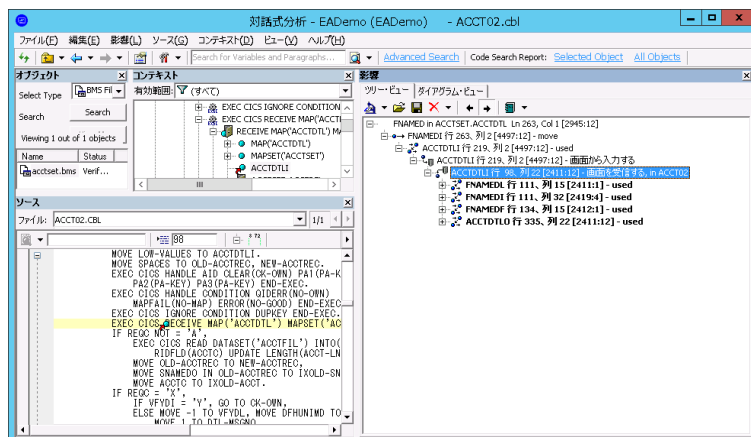 対話式分析 - EADemo (EADemo) - ACCT02.cbl
ファイル(F) 編集(E) 影響(L) ソース(G) コンテキスト(D) ビュー(V) ヘルプ(H)
Search for Variables and Paragraphs... Advanced Search Code Search Report: Selected Object All Objects
オブジェクト
Select Type BMS Fil
Search Search
Viewing 1 out of 1 objects
Name Status
acctset.bms Verif...
コンテキスト
有効範囲: (すべて)
EXEC CICS IGNORE CONDITION
EXEC CICS RECEIVE MAP('ACCTI
RECEIVE MAP('ACCTDTL') M
MAP('ACCTDTL')
MAPSET('ACCTSET')
ACCTDTLI
ソース
ファイル: ACCT02.CBL 1/1
98
MOVE LOW-VALUES TO ACCTDTLI.
MOVE SPACES TO OLD-ACCTREC, NEW-ACCTREC.
EXEC CICS HANDLE AID CLEAR(CK-OWN) PA1(PA-K
PA2(PA-KEY) PA3(PA-KEY) END-EXEC.
EXEC CICS HANDLE CONDITION QIDERR(NO-OWN)
MAPFAIL(NO-MAP) ERROR(NO-GOOD) END-EXEC
EXEC CICS IGNORE CONDITION DUPKEY END-EXEC.
EXEC CICS RECEIVE MAP('ACCTDTL') MAPSET('AC
IF REQC NOT = 'A',
EXEC CICS READ DATASET('ACCTFIL') INTO(
RIDFLD(ACCTC) UPDATE LENGTH(ACCT-LN
MOVE OLD-ACCTREC TO NEW-ACCTREC,
MOVE SNAMEDO IN OLD-ACCTREC TO IXOLD-SN
MOVE ACCTC TO IXOLD-ACCT.
IF REQC = 'X',
IF VFYDI = 'Y', GO TO CK-OWN,
ELSE MOVE -1 TO VFYDL, MOVE DFHUNIMD TO
MOVE 1 TO DTL-MSGNO
影響
ツリー・ビュー ダイアグラム・ビュー
FNAMED in ACCTSET.ACCTDTL Ln 263, Col 1 [2945:12]
FNAMEDI 行 263、列 2 [4497:12] - move
ACCTDTLI 行 219、列 2 [4497:12] - used
ACCTDTLI 行 219、列 2 [4497:12] - 画面から入力する
ACCTDTLI 行 98、列 22 [2411:12] - 画面を受信する, in ACCT02
FNAMEDL 行 111、列 15 [2411:1] - used
FNAMEDI 行 111、列 32 [2419:4] - used
FNAMEDF 行 134、列 15 [2412:1] - used
ACCTDTLO 行 335、列 22 [2411:12] - used